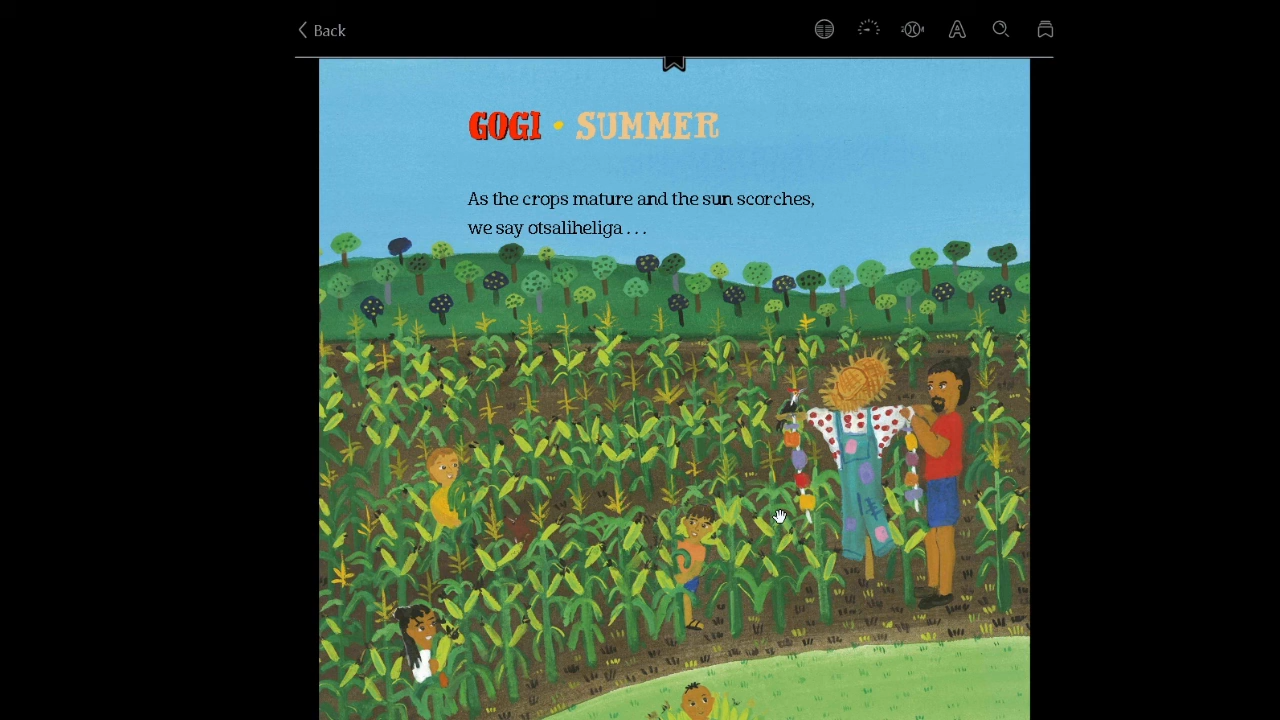 Back
GOGI • SUMMER
As the crops mature and the sun scorches,
we say otsaliheliga . . .